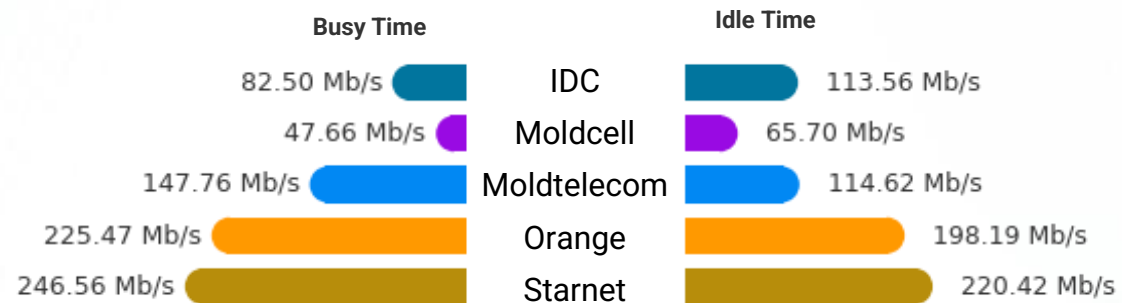 Busy Time Idle Time
82.50 Mb/s IDC 113.56 Mb/s
47.66 Mb/s Moldcell 65.70 Mb/s
147.76 Mb/s Moldtelecom 114.62 Mb/s
225.47 Mb/s Orange 198.19 Mb/s
246.56 Mb/s Starnet 220.42 Mb/s